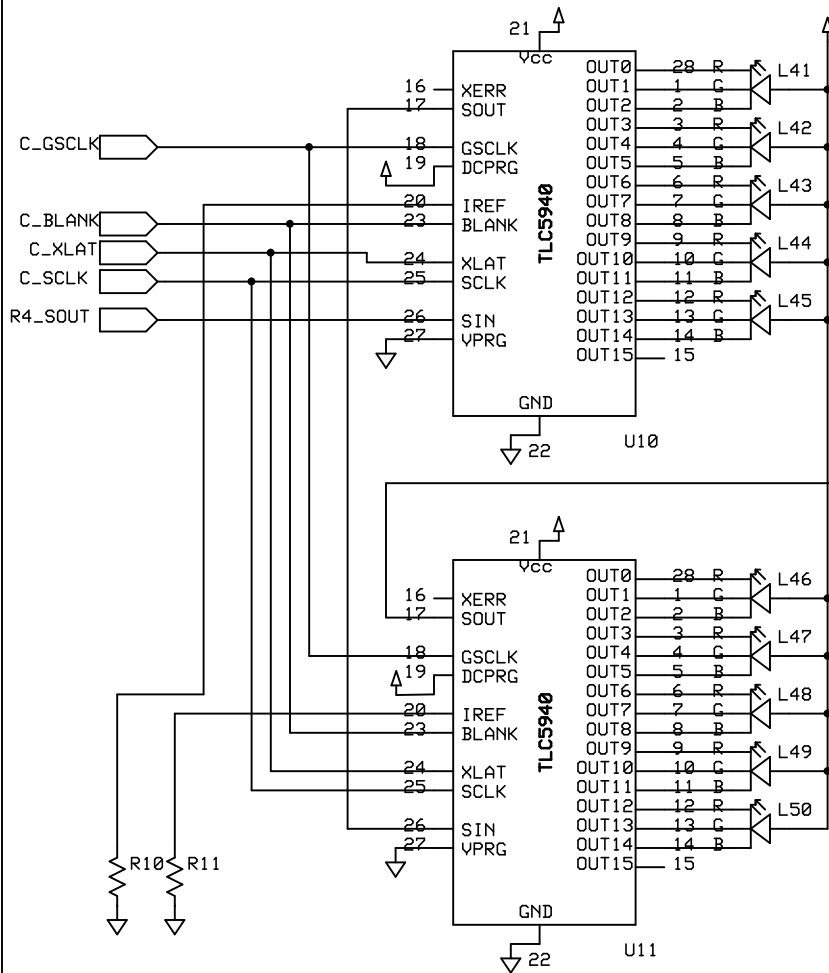 21
Vcc
16 XERR
17 SOUT
C_GSCLK
18 GSCLK
19 DCPRG
20 IREF
C_BLANK
23 BLANK
C_XLAT
24 XLAT
C_SCLK
25 SCLK
R4_SOUT
26 SIN
27 VPRG
TLC5940
OUT0 28 R
OUT1 1 G
OUT2 2 B
L41
OUT3 3 R
OUT4 4 G
OUT5 5 B
L42
OUT6 6 R
OUT7 7 G
OUT8 8 B
L43
OUT9 9 R
OUT10 10 G
OUT11 11 B
L44
OUT12 12 R
OUT13 13 G
OUT14 14 B
L45
OUT15 15
GND
22
U10
21
Vcc
16 XERR
17 SOUT
18 GSCLK
19 DCPRG
20 IREF
23 BLANK
24 XLAT
25 SCLK
26 SIN
27 VPRG
TLC5940
OUT0 28 R
OUT1 1 G
OUT2 2 B
L46
OUT3 3 R
OUT4 4 G
OUT5 5 B
L47
OUT6 6 R
OUT7 7 G
OUT8 8 B
L48
OUT9 9 R
OUT10 10 G
OUT11 11 B
L49
OUT12 12 R
OUT13 13 G
OUT14 14 B
L50
OUT15 15
R10
R11
GND
22
U11